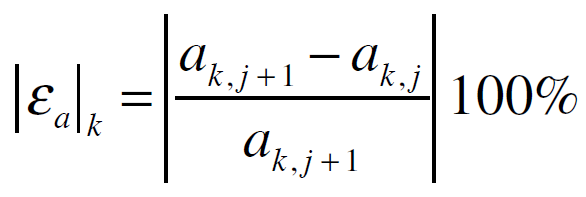 |ε_a|_k = |(a_{k,j+1} − a_{k,j}) / a_{k,j+1}| 100%